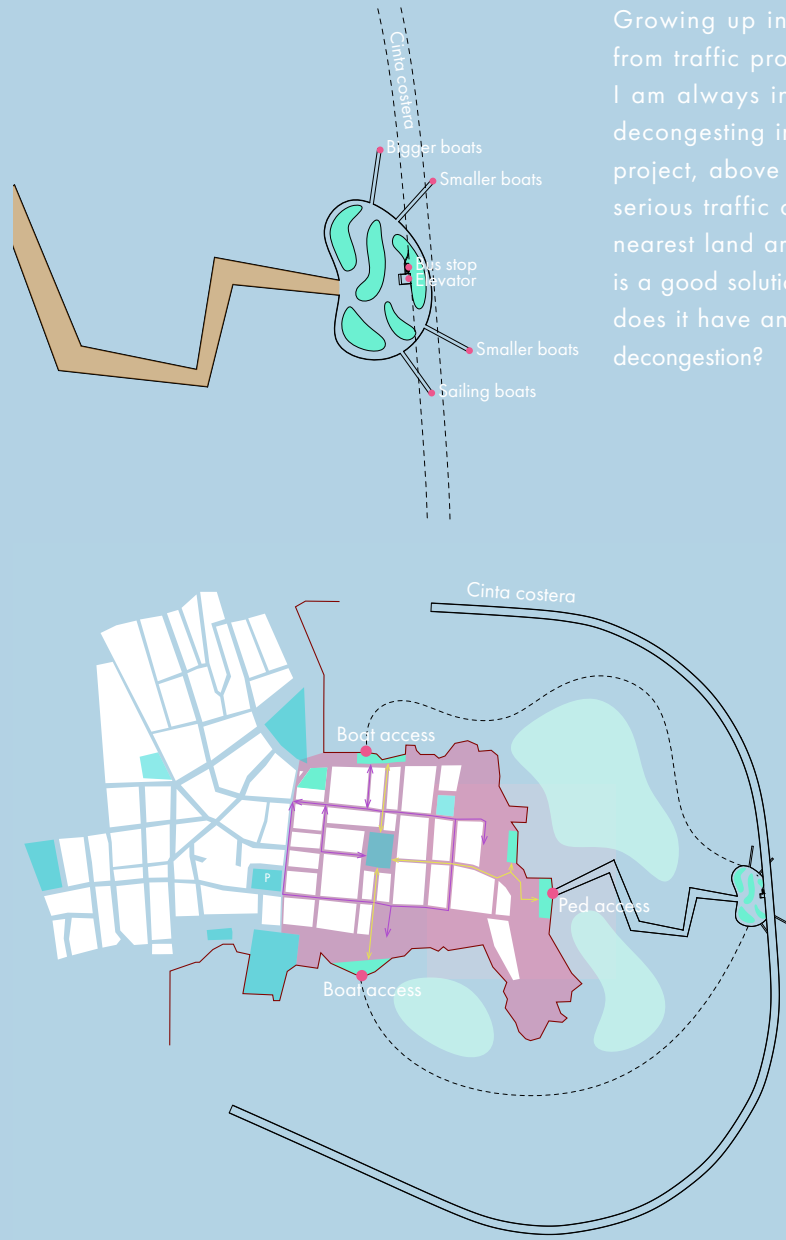 Growing up in
from traffic pro
I am always in
decongesting in
project, above
serious traffic
nearest land ar
is a good soluti
does it have an
decongestion?
Cinta costera
Bigger boats
Smaller boats
Bus stop
Elevator
Smaller boats
Sailing boats
Cinta costera
Boat access
P
Ped access
Boat access